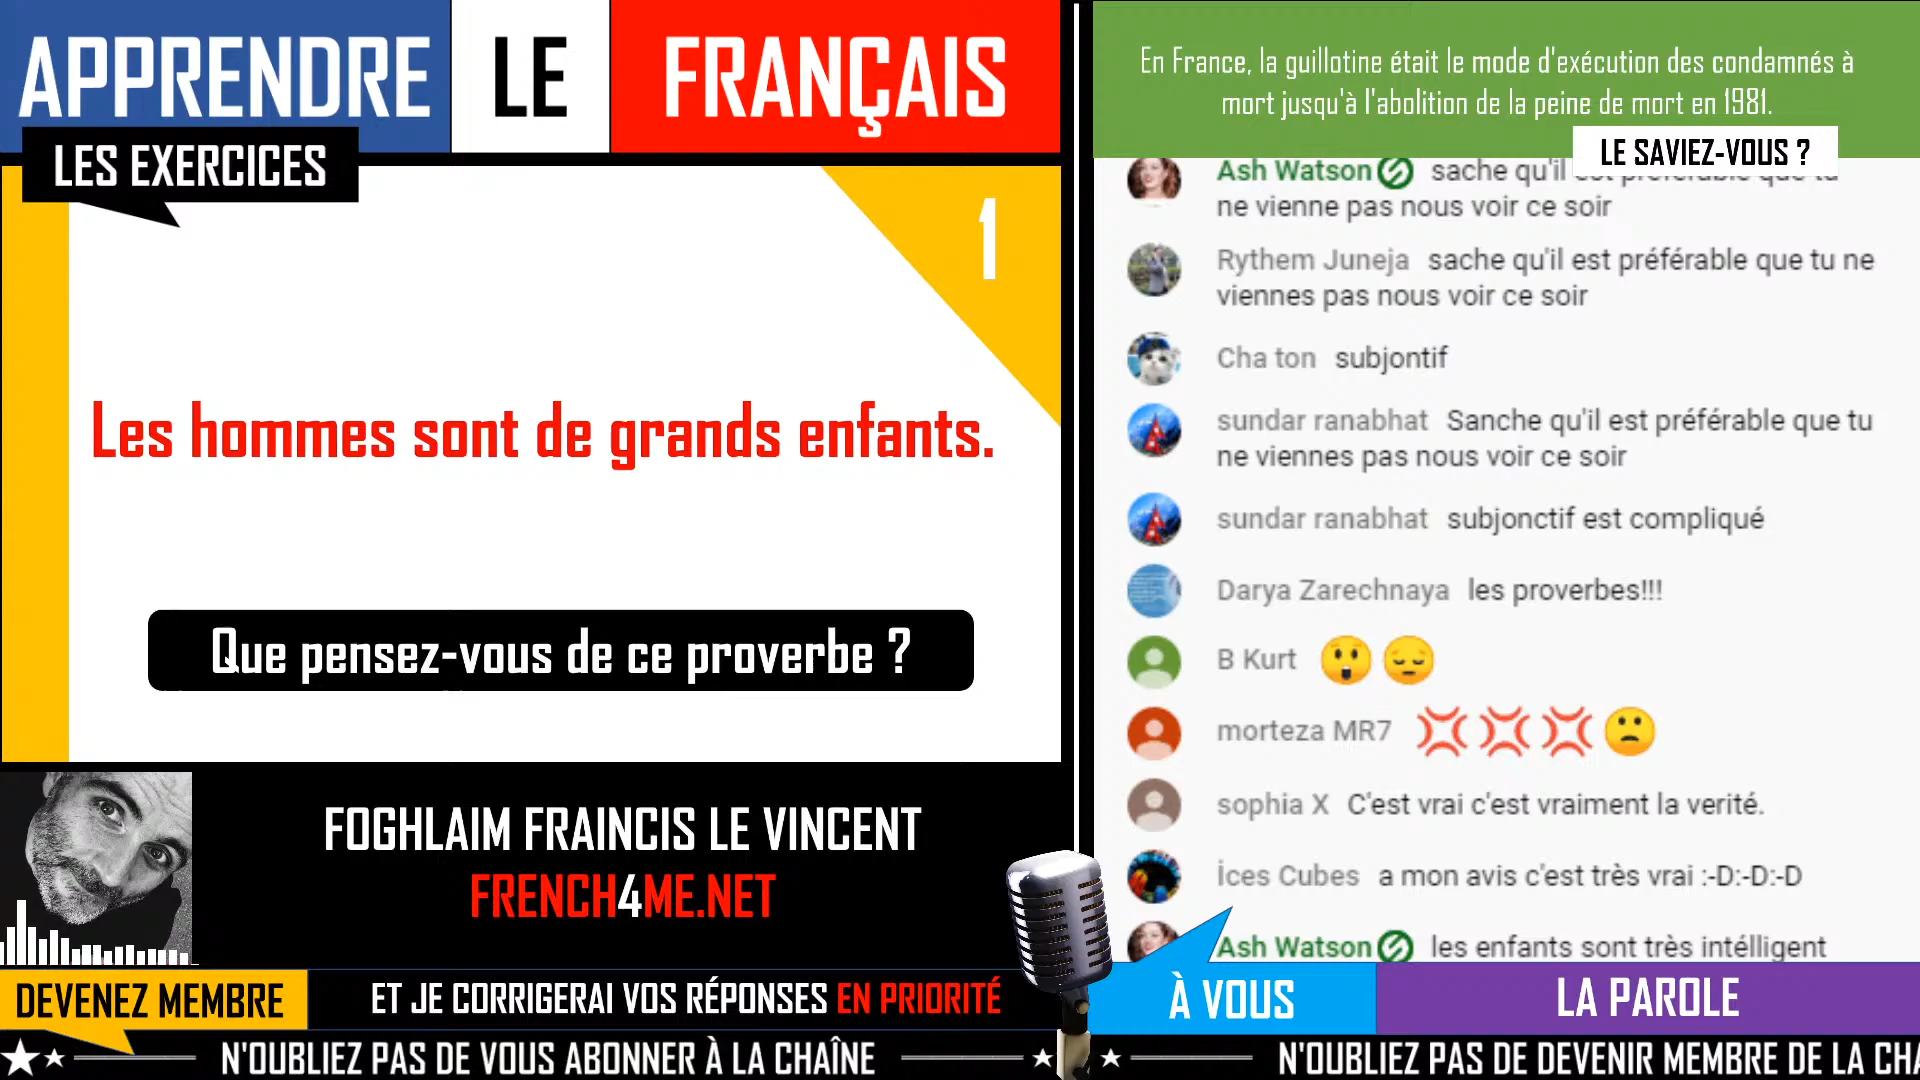 APPRENDRE LE FRANÇAIS
LES EXERCICES
1
Les hommes sont de grands enfants.
Que pensez-vous de ce proverbe ?
FOGHLAIM FRAINCIS LE VINCENT
FRENCH4ME.NET
DEVENEZ MEMBRE
ET JE CORRIGERAI VOS RÉPONSES EN PRIORITÉ
N'OUBLIEZ PAS DE VOUS ABONNER À LA CHAÎNE
En France, la guillotine était le mode d'exécution des condamnés à
mort jusqu'à l'abolition de la peine de mort en 1981.
LE SAVIEZ-VOUS ?
Ash Watson sache qu'il est préférable que tu
ne vienne pas nous voir ce soir
Rythem Juneja sache qu'il est préférable que tu ne
viennes pas nous voir ce soir
Cha ton subjontif
sundar ranabhat Sanche qu'il est préférable que tu
ne viennes pas nous voir ce soir
sundar ranabhat subjonctif est compliqué
Darya Zarechnaya les proverbes!!!
B Kurt
morteza MR7
sophia X C'est vrai c'est vraiment la verité.
İces Cubes a mon avis c'est très vrai :-D:-D:-D
Ash Watson les enfants sont très intélligent
À VOUS
LA PAROLE
N'OUBLIEZ PAS DE DEVENIR MEMBRE DE LA CHA